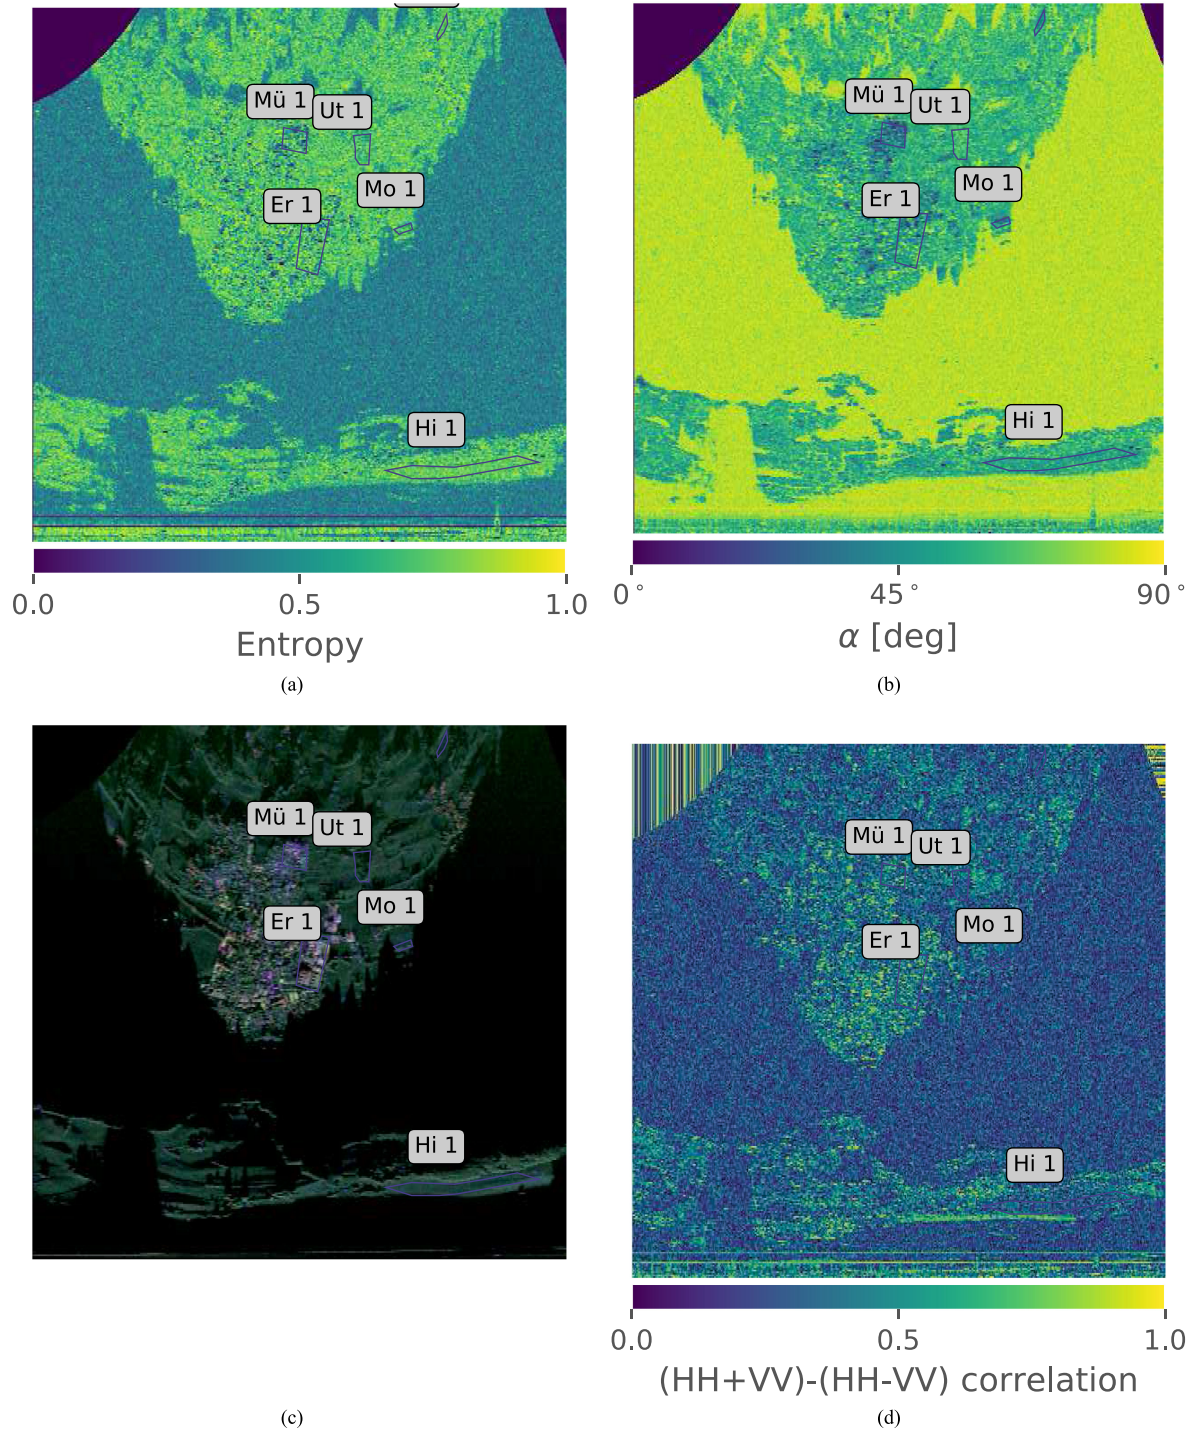 Mü 1
Ut 1
Er 1
Mo 1
Hi 1
0.0 0.5 1.0
Entropy
(a)
Mü 1
Ut 1
Er 1
Mo 1
Hi 1
0° 45° 90°
α [deg]
(b)
Mü 1
Ut 1
Er 1
Mo 1
Hi 1
(c)
Mü 1
Ut 1
Er 1
Mo 1
Hi 1
0.0 0.5 1.0
(HH+VV)-(HH-VV) correlation
(d)